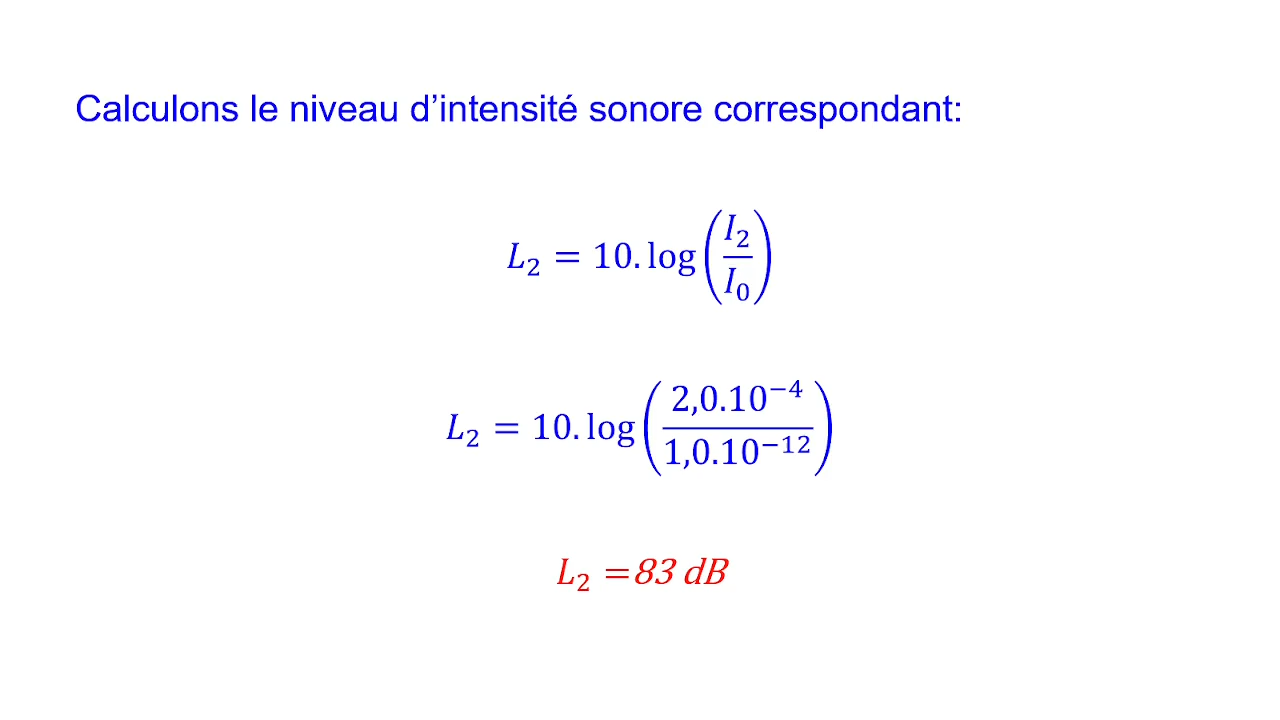 Calculons le niveau d’intensité sonore correspondant:
L₂ = 10. log(I₂/I₀)
L₂ = 10. log(2,0.10⁻⁴/1,0.10⁻¹²)
L₂ =83 dB